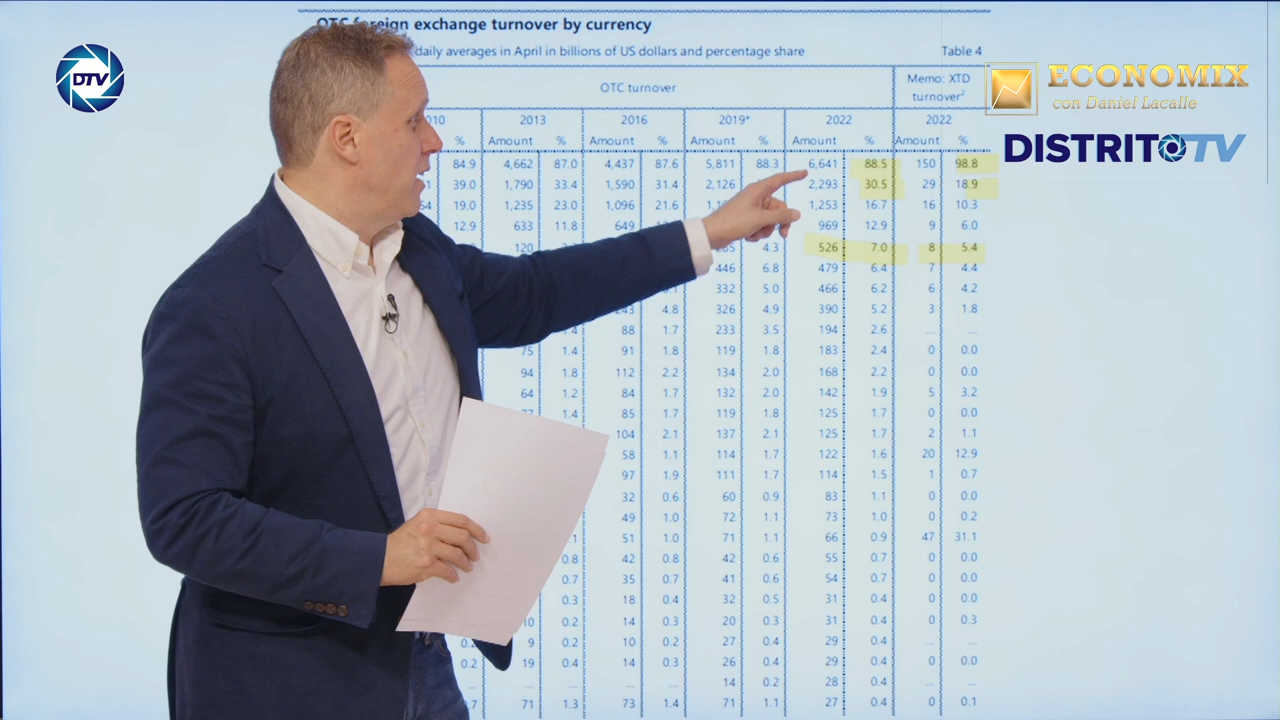 OTC foreign exchange turnover by currency
daily averages in April in billions of US dollars and percentage share Table 4
DTV
ECONOMIX
con Daniel Lacalle
DISTRITOTV
OTC turnover Memo: XTD
turnover²
2013 2016 2019* 2022 2022
% Amount % Amount % Amount % Amount % Amount %
84.9 4,662 87.0 4,437 87.6 5,811 88.3 6,641 88.5 150 98.8
39.0 1,790 33.4 1,590 31.4 2,126 2,293 30.5 29 18.9
19.0 1,235 23.0 1,096 1,253 16.7 16 10.3
12.9 633 11.8 649 969 12.9 9 6.0
120 4.3 526 7.0 8 5.4
446 6.8 479 6.4 7 4.4
332 5.0 466 6.2 6 4.2
4.8 326 4.9 390 5.2 3 1.8
1.4 88 1.7 233 3.5 194 2.6 .... ....
75 1.4 91 1.8 119 1.8 183 2.4 0 0.0
94 1.8 112 2.2 134 2.0 168 2.2 0 0.0
64 1.2 84 1.7 132 2.0 142 1.9 5 3.2
1.4 85 1.7 119 1.8 125 1.7 0 0.0
104 2.1 137 2.1 125 1.7 2 1.1
58 1.1 114 1.7 122 1.6 20 12.9
97 1.9 111 1.7 114 1.5 1 0.7
32 0.6 60 0.9 83 1.1 0 0.0
49 1.0 72 1.1 73 1.0 0 0.2
51 1.0 71 1.1 66 0.9 47 31.1
0.8 42 0.8 42 0.6 55 0.7 0 0.0
0.7 35 0.7 41 0.6 54 0.7 0 0.0
0.3 18 0.4 32 0.5 31 0.4 0 0.0
10 0.2 14 0.3 20 0.3 31 0.4 0 0.3
9 0.2 10 0.2 27 0.4 29 0.4 .... ....
0.2 19 0.4 14 0.3 26 0.4 29 0.4 0 0.0
.... .... .... .... .... 14 0.2 28 0.4 0 0.0
71 1.3 73 1.4 71 1.1 27 0.4 0 0.1